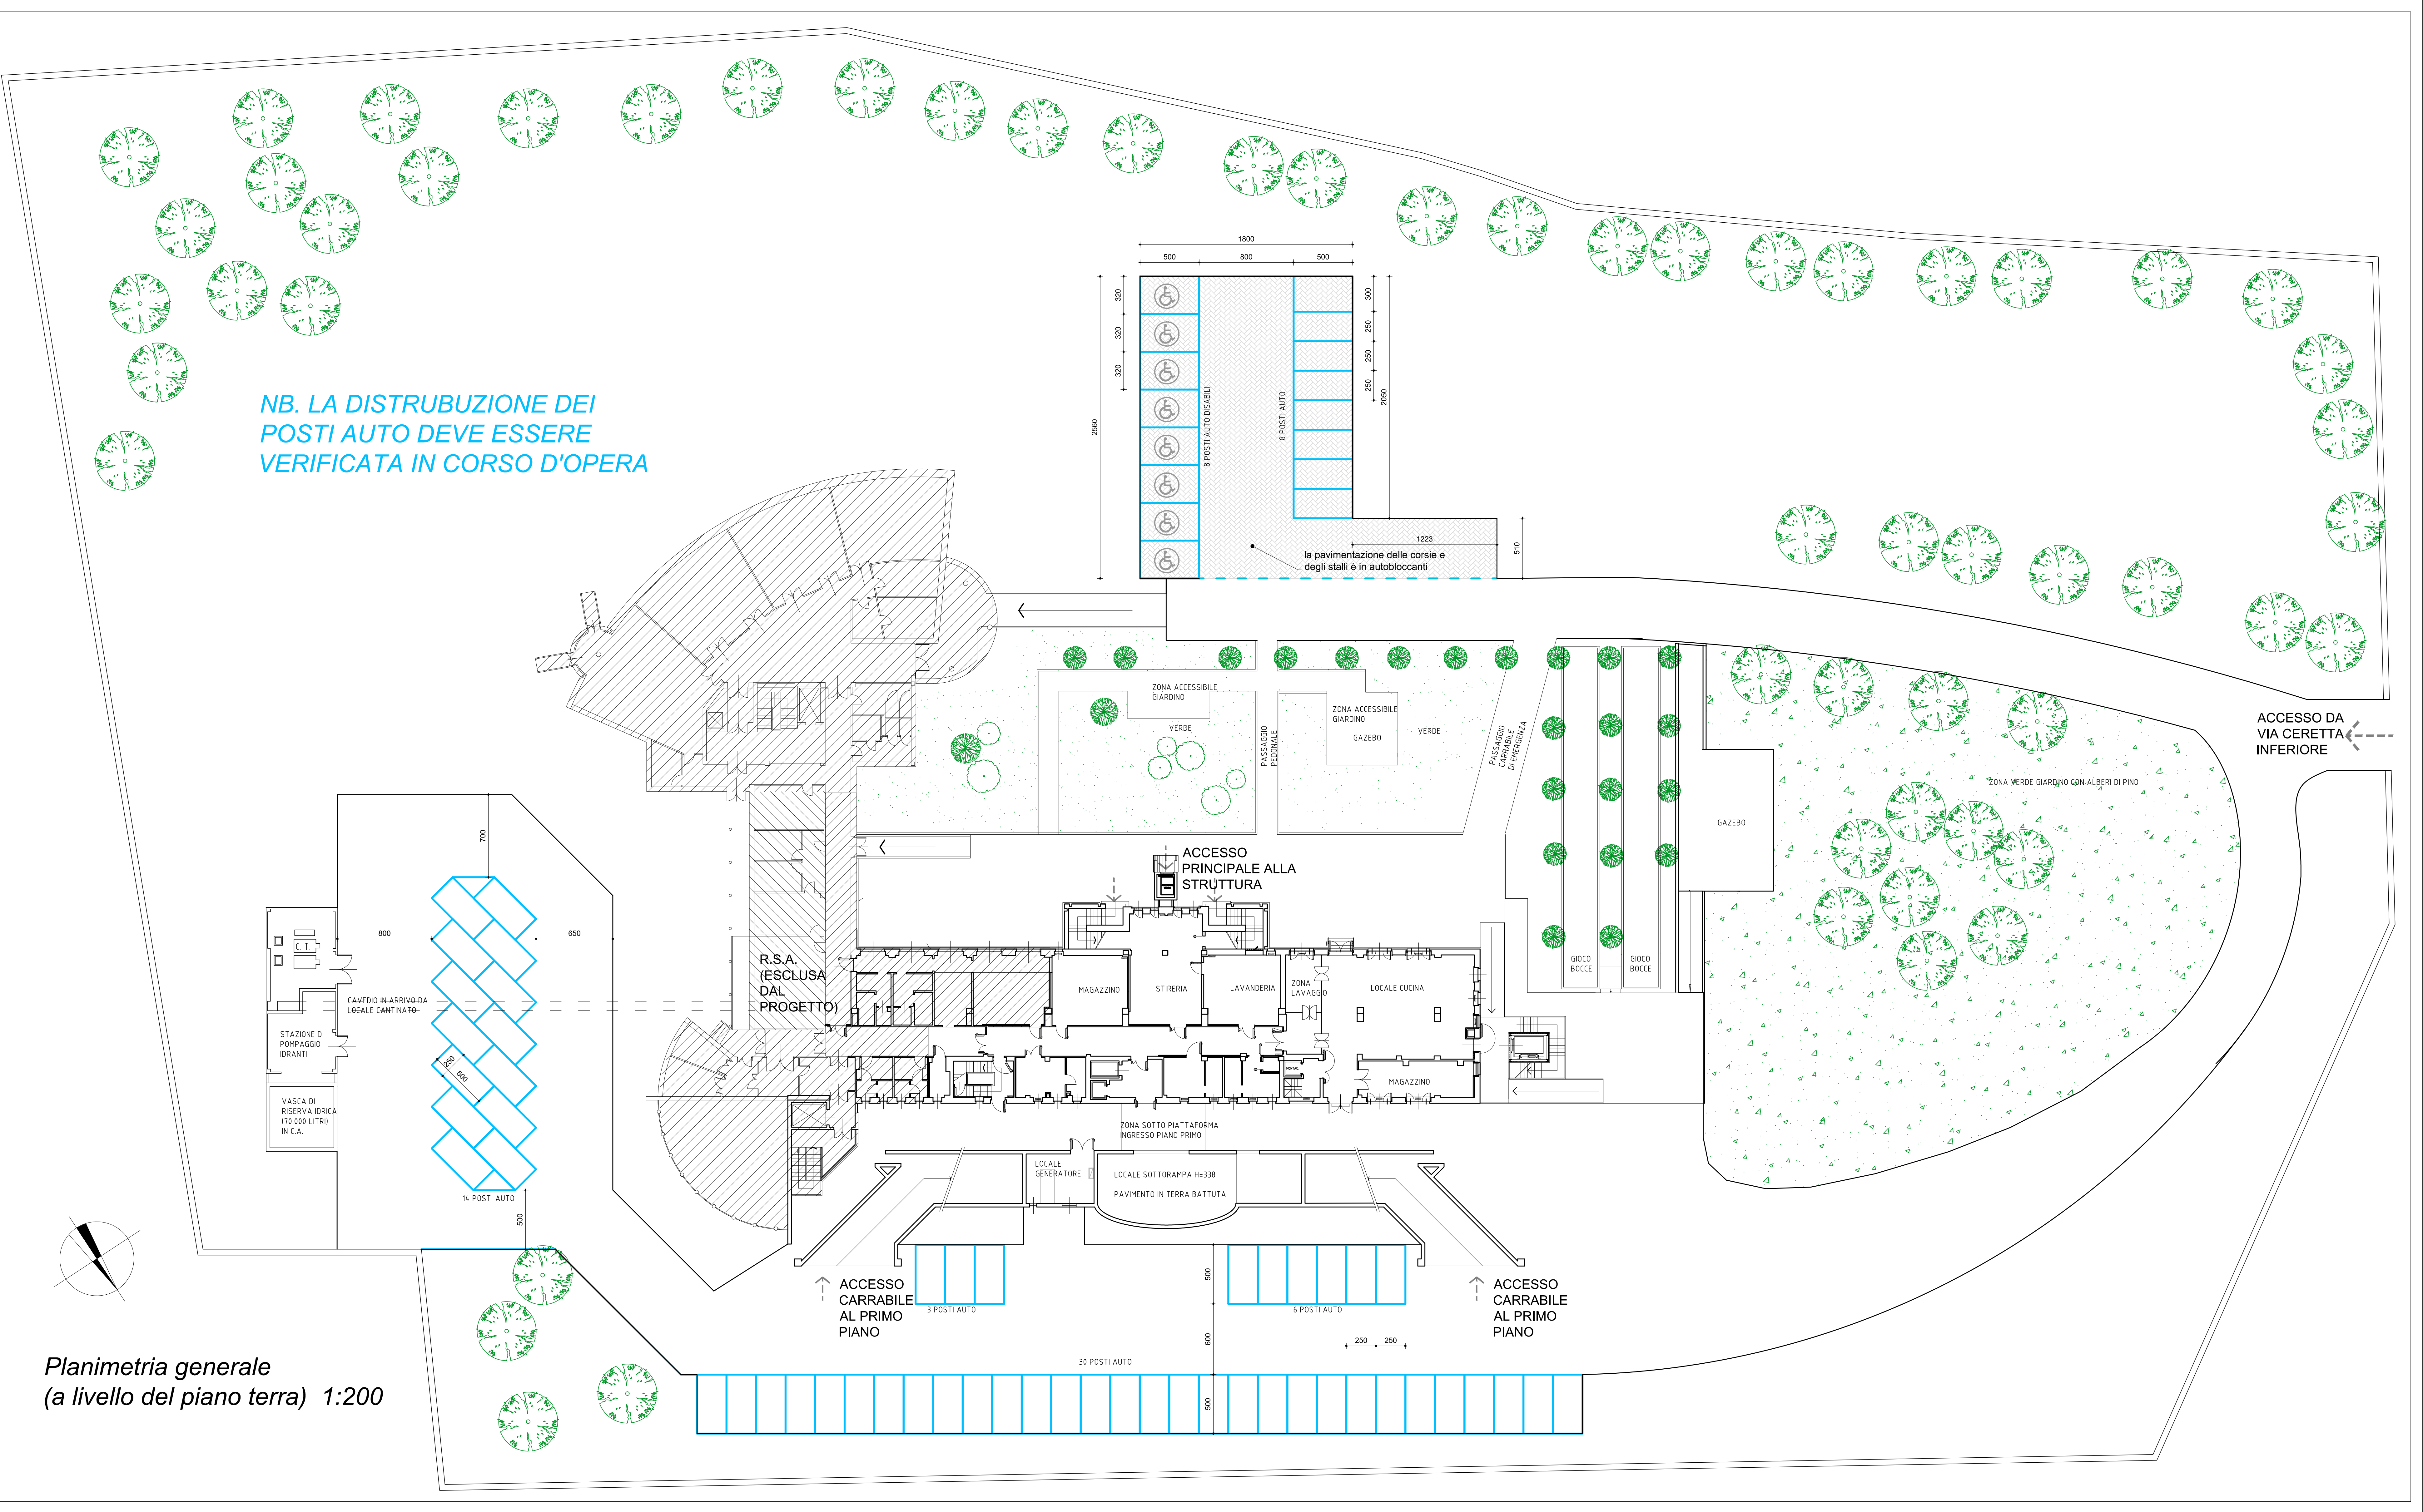 1800
500
800
500
320
320
320
2560
300
250
250
250
2050
8 POSTI AUTO DISABILI
8 POSTI AUTO
1223
510
la pavimentazione delle corsie e
degli stalli è in autobloccanti
NB. LA DISTRUBUZIONE DEI
POSTI AUTO DEVE ESSERE
VERIFICATA IN CORSO D'OPERA
ZONA ACCESSIBILE
GIARDINO
VERDE
PASSAGGIO
PEDONALE
ZONA ACCESSIBILE
GIARDINO
GAZEBO
VERDE
PASSAGGIO
CARRABILE
DI EMERGENZA
ACCESSO DA
VIA CERETTA
INFERIORE
ZONA VERDE GIARDINO CON ALBERI DI PINO
GAZEBO
GIOCO
BOCCE
GIOCO
BOCCE
ACCESSO
PRINCIPALE ALLA
STRUTTURA
700
800
650
C.T.
CAVEDIO IN ARRIVO DA
LOCALE CANTINATO
STAZIONE DI
POMPAGGIO
IDRANTI
VASCA DI
RISERVA IDRICA
(70.000 LITRI)
IN C.A.
250
500
14 POSTI AUTO
500
R.S.A.
(ESCLUSA
DAL
PROGETTO)
MAGAZZINO
STIRERIA
LAVANDERIA
ZONA
LAVAGGIO
LOCALE CUCINA
MAGAZZINO
ZONA SOTTO PIATTAFORMA
INGRESSO PIANO PRIMO
LOCALE
GENERATORE
LOCALE SOTTORAMPA H=338
PAVIMENTO IN TERRA BATTUTA
ACCESSO
CARRABILE
AL PRIMO
PIANO
3 POSTI AUTO
500
6 POSTI AUTO
ACCESSO
CARRABILE
AL PRIMO
PIANO
600
250
250
30 POSTI AUTO
500
Planimetria generale
(a livello del piano terra) 1:200